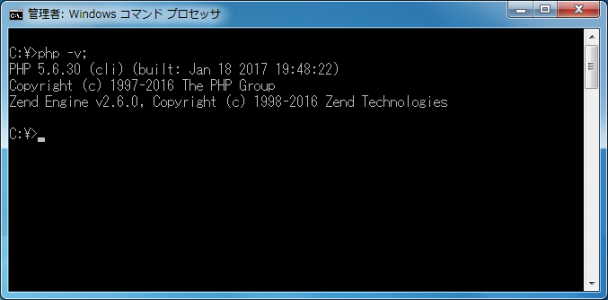 管理者: Windows コマンド プロセッサ
C:¥>php -v;
PHP 5.6.30 (cli) (built: Jan 18 2017 19:48:22)
Copyright (c) 1997-2016 The PHP Group
Zend Engine v2.6.0, Copyright (c) 1998-2016 Zend Technologies
C:¥>